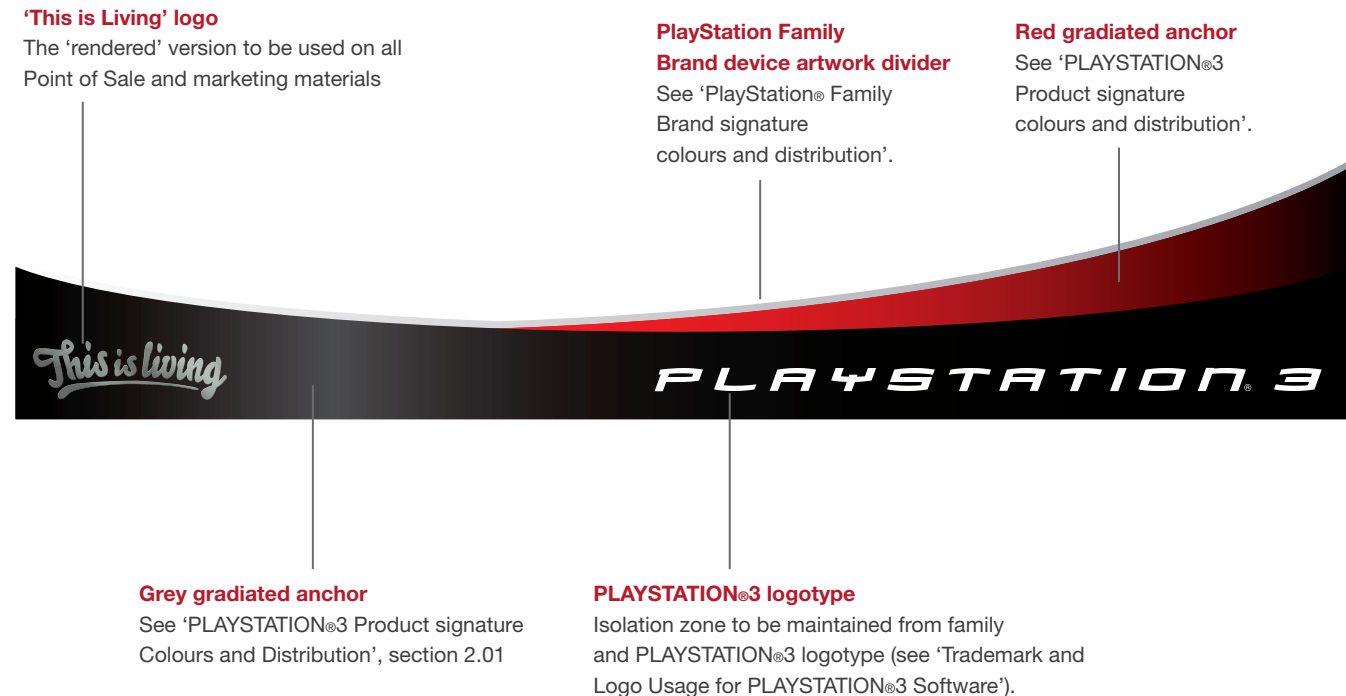 ‘This is Living’ logo
The ‘rendered’ version to be used on all
Point of Sale and marketing materials
PlayStation Family
Brand device artwork divider
See ‘PlayStation® Family
Brand signature
colours and distribution’.
Red gradiated anchor
See ‘PLAYSTATION®3
Product signature
colours and distribution’.
This is living
PLAYSTATION® 3
Grey gradiated anchor
See ‘PLAYSTATION®3 Product signature
Colours and Distribution’, section 2.01
PLAYSTATION®3 logotype
Isolation zone to be maintained from family
and PLAYSTATION®3 logotype (see ‘Trademark and
Logo Usage for PLAYSTATION®3 Software’).